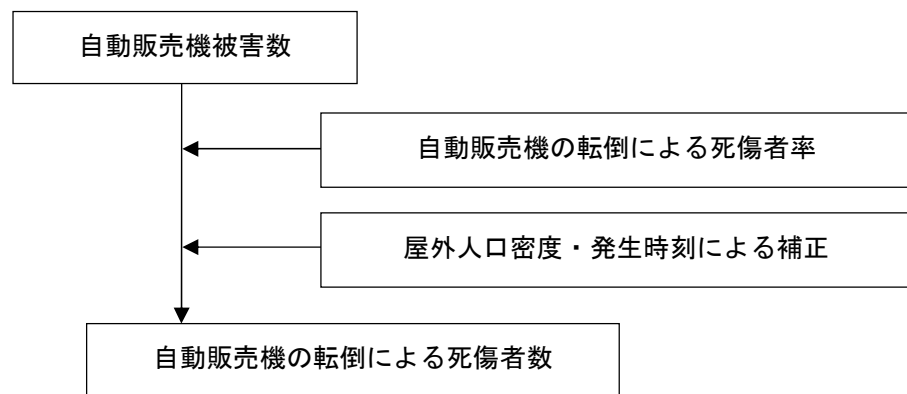 自動販売機被害数
自動販売機の転倒による死傷者率
屋外人口密度・発生時刻による補正
自動販売機の転倒による死傷者数